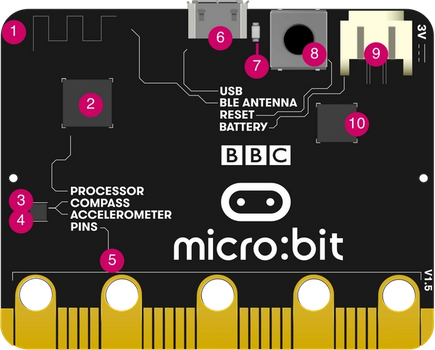 1
6
7
8
9
3V
2
USB
BLE ANTENNA
RESET
BATTERY
10
BBC
3
4
PROCESSOR
COMPASS
ACCELEROMETER
PINS
micro:bit
5
V1.5